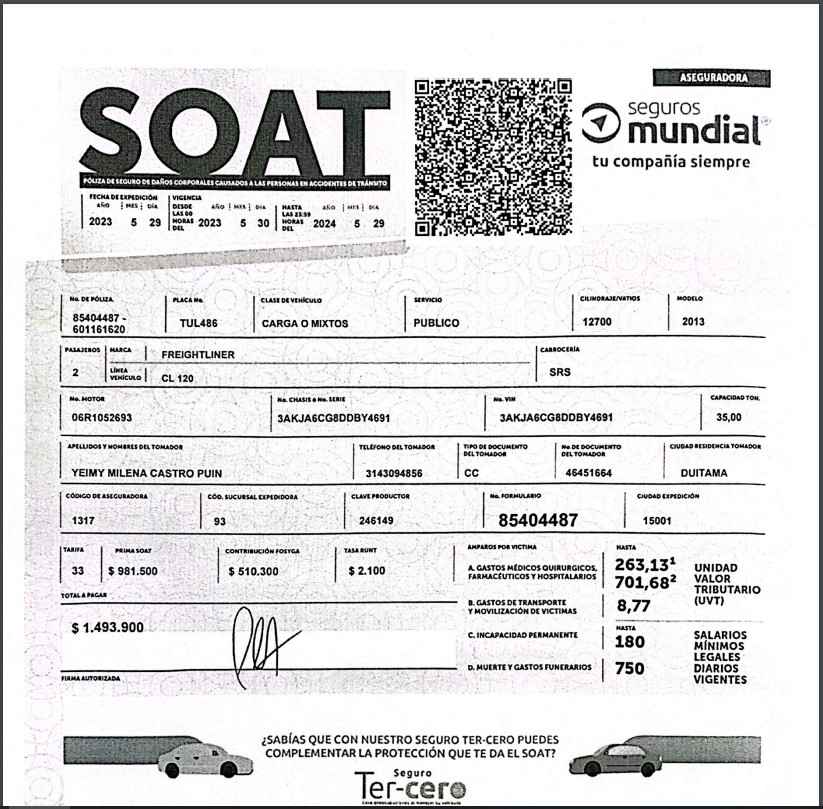 ASEGURADORA
SOAT
seguros
mundial
tu compañía siempre
PÓLIZA DE SEGURO DE DAÑOS CORPORALES CAUSADOS A LAS PERSONAS EN ACCIDENTES DE TRÁNSITO
FECHA DE EXPEDICIÓN VIGENCIA
AÑO MES DÍA DESDE LAS 00 HORAS DEL AÑO MES DÍA HASTA LAS 23:59 HORAS DEL AÑO MES DÍA
2023 5 29 2023 5 30 2024 5 29
No. DE PÓLIZA. PLACA No. CLASE DE VEHÍCULO SERVICIO CILINDRAJE/VATIOS MODELO
85404487 -
601161620 TUL486 CARGA O MIXTOS PUBLICO 12700 2013
PASAJEROS MARCA FREIGHTLINER CARROCERÍA
2 LÍNEA VEHÍCULO CL 120 SRS
No. MOTOR No. CHASIS o No. SERIE No. VIN CAPACIDAD TON.
06R1052693 3AKJA6CG8DDBY4691 3AKJA6CG8DDBY4691 35,00
APELLIDOS Y NOMBRES DEL TOMADOR TELÉFONO DEL TOMADOR TIPO DE DOCUMENTO DEL TOMADOR No. DE DOCUMENTO DEL TOMADOR CIUDAD RESIDENCIA TOMADOR
YEIMY MILENA CASTRO PUIN 3143094856 CC 46451664 DUITAMA
CÓDIGO DE ASEGURADORA CÓD. SUCURSAL EXPEDIDORA CLAVE PRODUCTOR No. FORMULARIO CIUDAD EXPEDICIÓN
1317 93 246149 85404487 15001
TARIFA PRIMA SOAT CONTRIBUCIÓN FOSYGA TASA RUNT AMPAROS POR VICTIMA HASTA
33 $ 981.500 $ 510.300 $ 2.100
A. GASTOS MÉDICOS QUIRURGICOS,
FARMACÉUTICOS Y HOSPITALARIOS 263,13¹
701,68²
UNIDAD
VALOR
TRIBUTARIO
(UVT)
TOTAL A PAGAR
B. GASTOS DE TRANSPORTE
Y MOVILIZACIÓN DE VICTIMAS 8,77
$ 1.493.900
HASTA
C. INCAPACIDAD PERMANENTE 180
D. MUERTE Y GASTOS FUNERARIOS 750
SALARIOS
MÍNIMOS
LEGALES
DIARIOS
VIGENTES
FIRMA AUTORIZADA
¿SABÍAS QUE CON NUESTRO SEGURO TER-CERO PUEDES
COMPLEMENTAR LA PROTECCIÓN QUE TE DA EL SOAT?
Seguro
Ter-cero